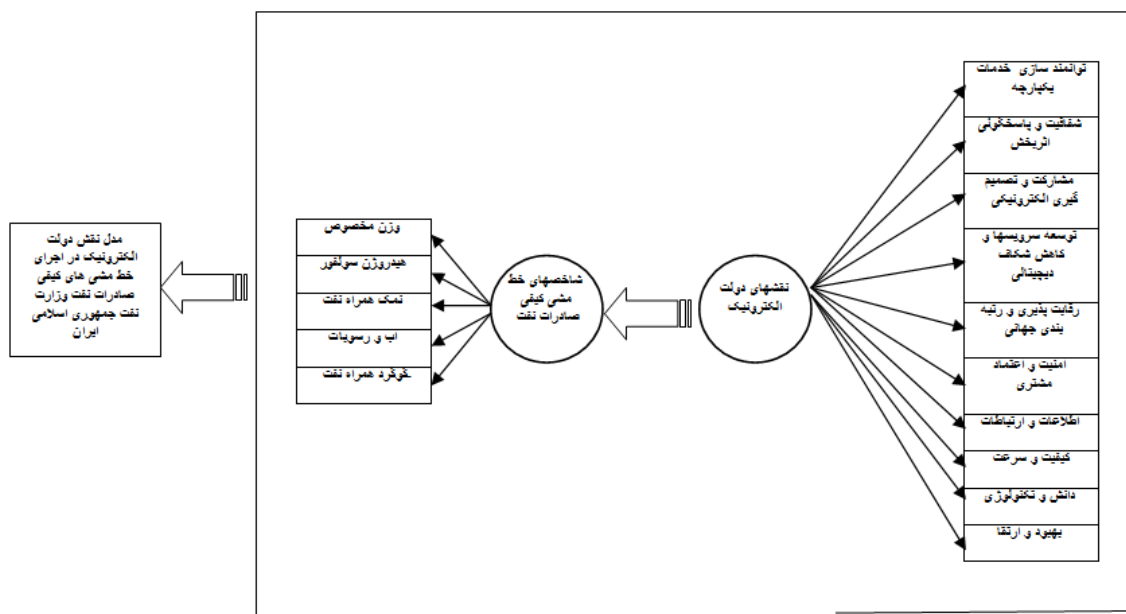 توانمند سازی خدمات
یکپارچه
شفافیت و پاسخگوئی
اثربخش
مشارکت و تصمیم
گیری الکترونیکی
توسعه سرویسها و
کاهش شکاف
دیجیتالی
رقابت پذیری و رتبه
بندی جهانی
امنیت و اعتماد
مشتری
اطلاعات و ارتباطات
کیفیت و سرعت
دانش و تکنولوژی
بهبود و ارتقا
نقشهای دولت
الکترونیک
شاخصهای خط
مشی کیفی
صادرات نفت
وزن مخصوص
هیدروژن سولفور
نمک همراه نفت
اب و رسوبات
گوگرد همراه نفت
مدل نقش دولت
الکترونیک در اجرای
خط مشی های کیفی
صادرات نفت وزارت
نفت جمهوری اسلامی
ایران